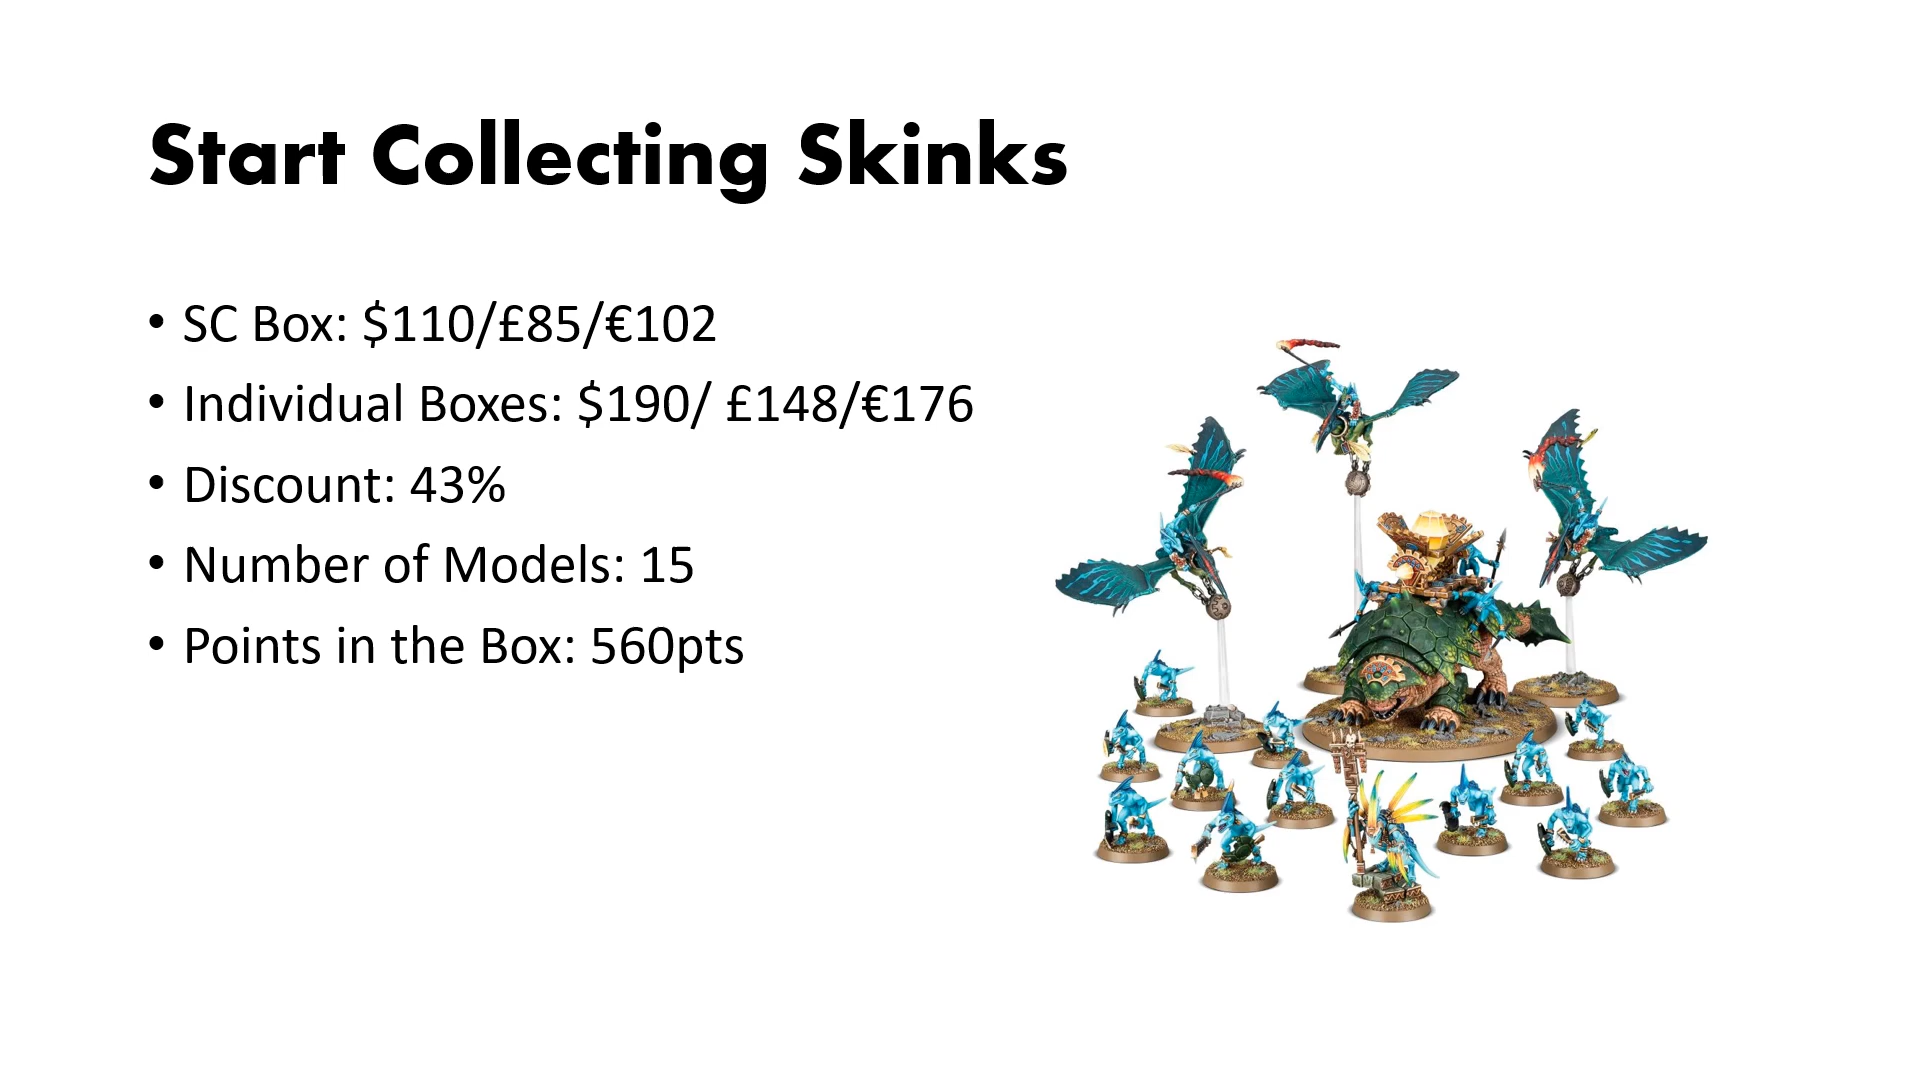 Start Collecting Skinks
• SC Box: $110/£85/€102
• Individual Boxes: $190/ £148/€176
• Discount: 43%
• Number of Models: 15
• Points in the Box: 560pts